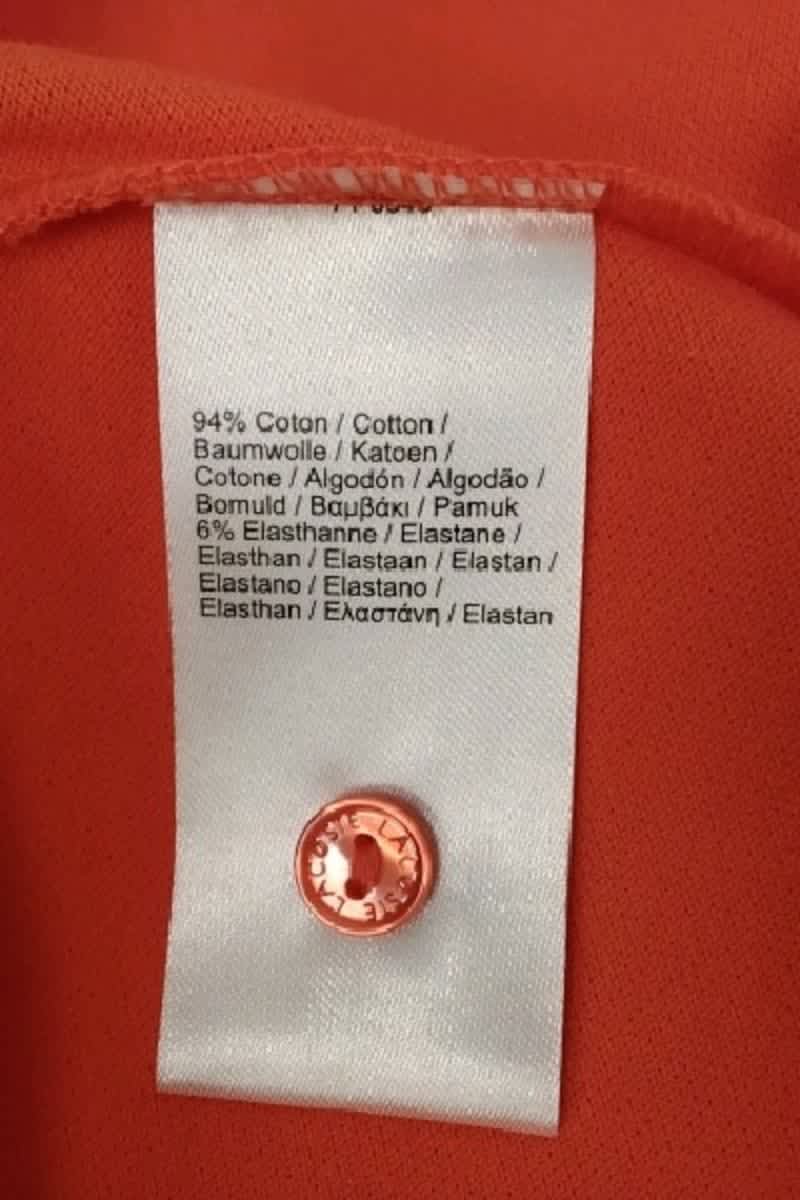 94% Coton / Cotton /
Baumwolle / Katoen /
Cotone / Algodón / Algodão /
Bomuld / Βαμβάκι / Pamuk
6% Elasthanne / Elastane /
Elasthan / Elastaan / Elastan /
Elastano / Elastano /
Elasthan / Ελαστάνη / Elastan
LACOSTE LACOSTE